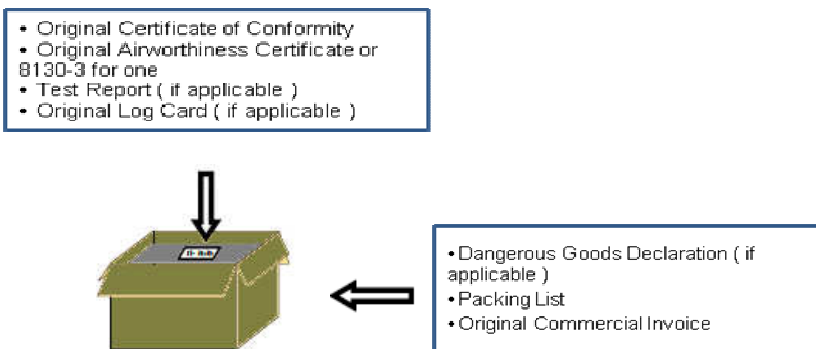 • Original Certificate of Conformity
• Original Airworthiness Certificate or
8130-3 for one
• Test Report ( if applicable )
• Original Log Card ( if applicable )
• Dangerous Goods Declaration ( if
applicable )
• Packing List
• Original Commercial Invoice